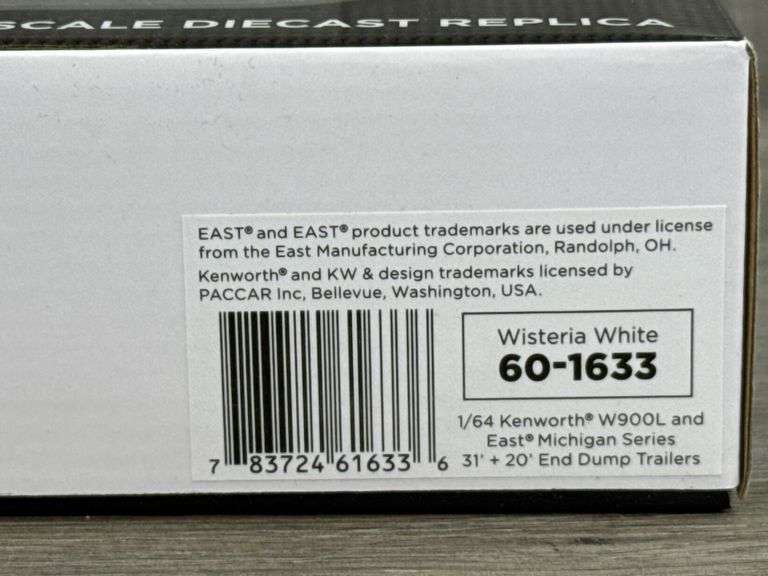 SCALE DIECAST REPLICA
EAST® and EAST® product trademarks are used under license
from the East Manufacturing Corporation, Randolph, OH.
Kenworth® and KW & design trademarks licensed by
PACCAR Inc, Bellevue, Washington, USA.
Wisteria White
60-1633
1/64 Kenworth® W900L and
East® Michigan Series
31' + 20' End Dump Trailers
7 83724 61633 6